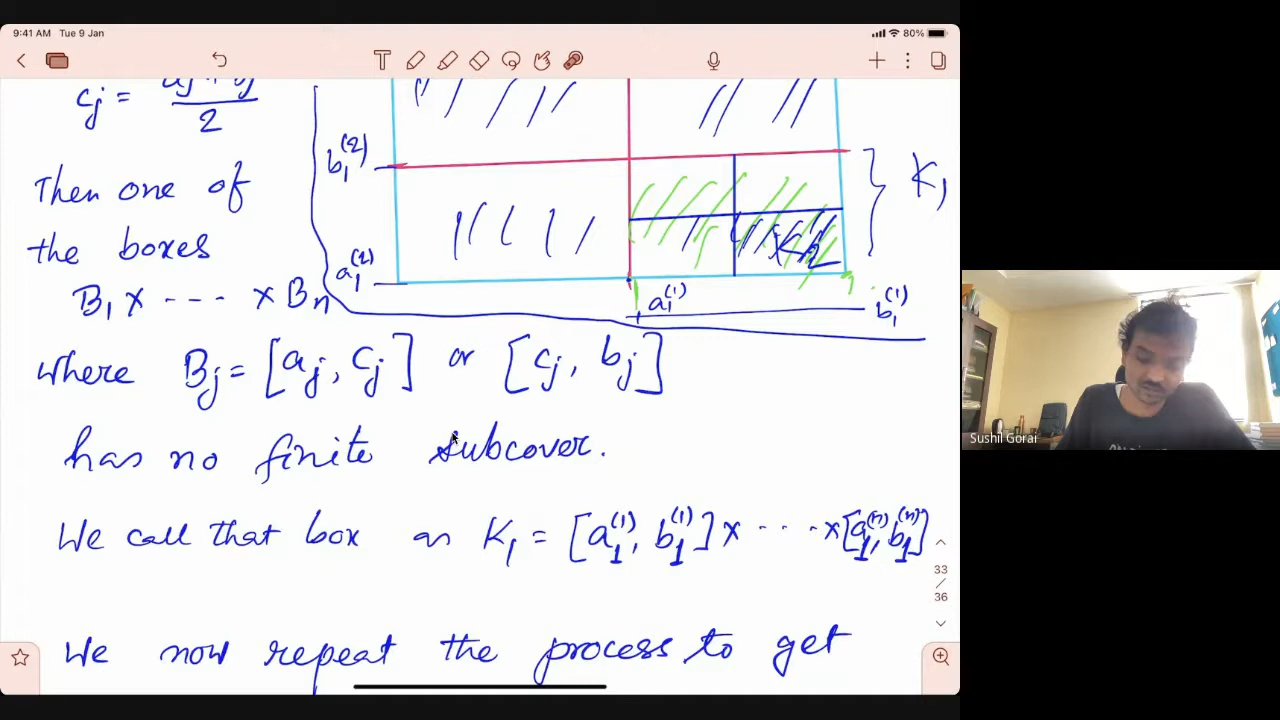 9:41 AM Tue 9 Jan
80%
T
c_j = a_j + b_j / 2
b_1^(2)
K_1
Then one of
the boxes
K_2
a_1^(2)
B_1 x ---- x B_n
a_1^(1)
b_1^(1)
where B_j = [a_j, c_j] or [c_j, b_j]
Sushil Gorai
has no finite subcover.
We call that box as K_1 = [a_1^(1), b_1^(1)] x ---- x [a_1^(n), b_1^(n)]
33
/
36
We now repeat the process to get